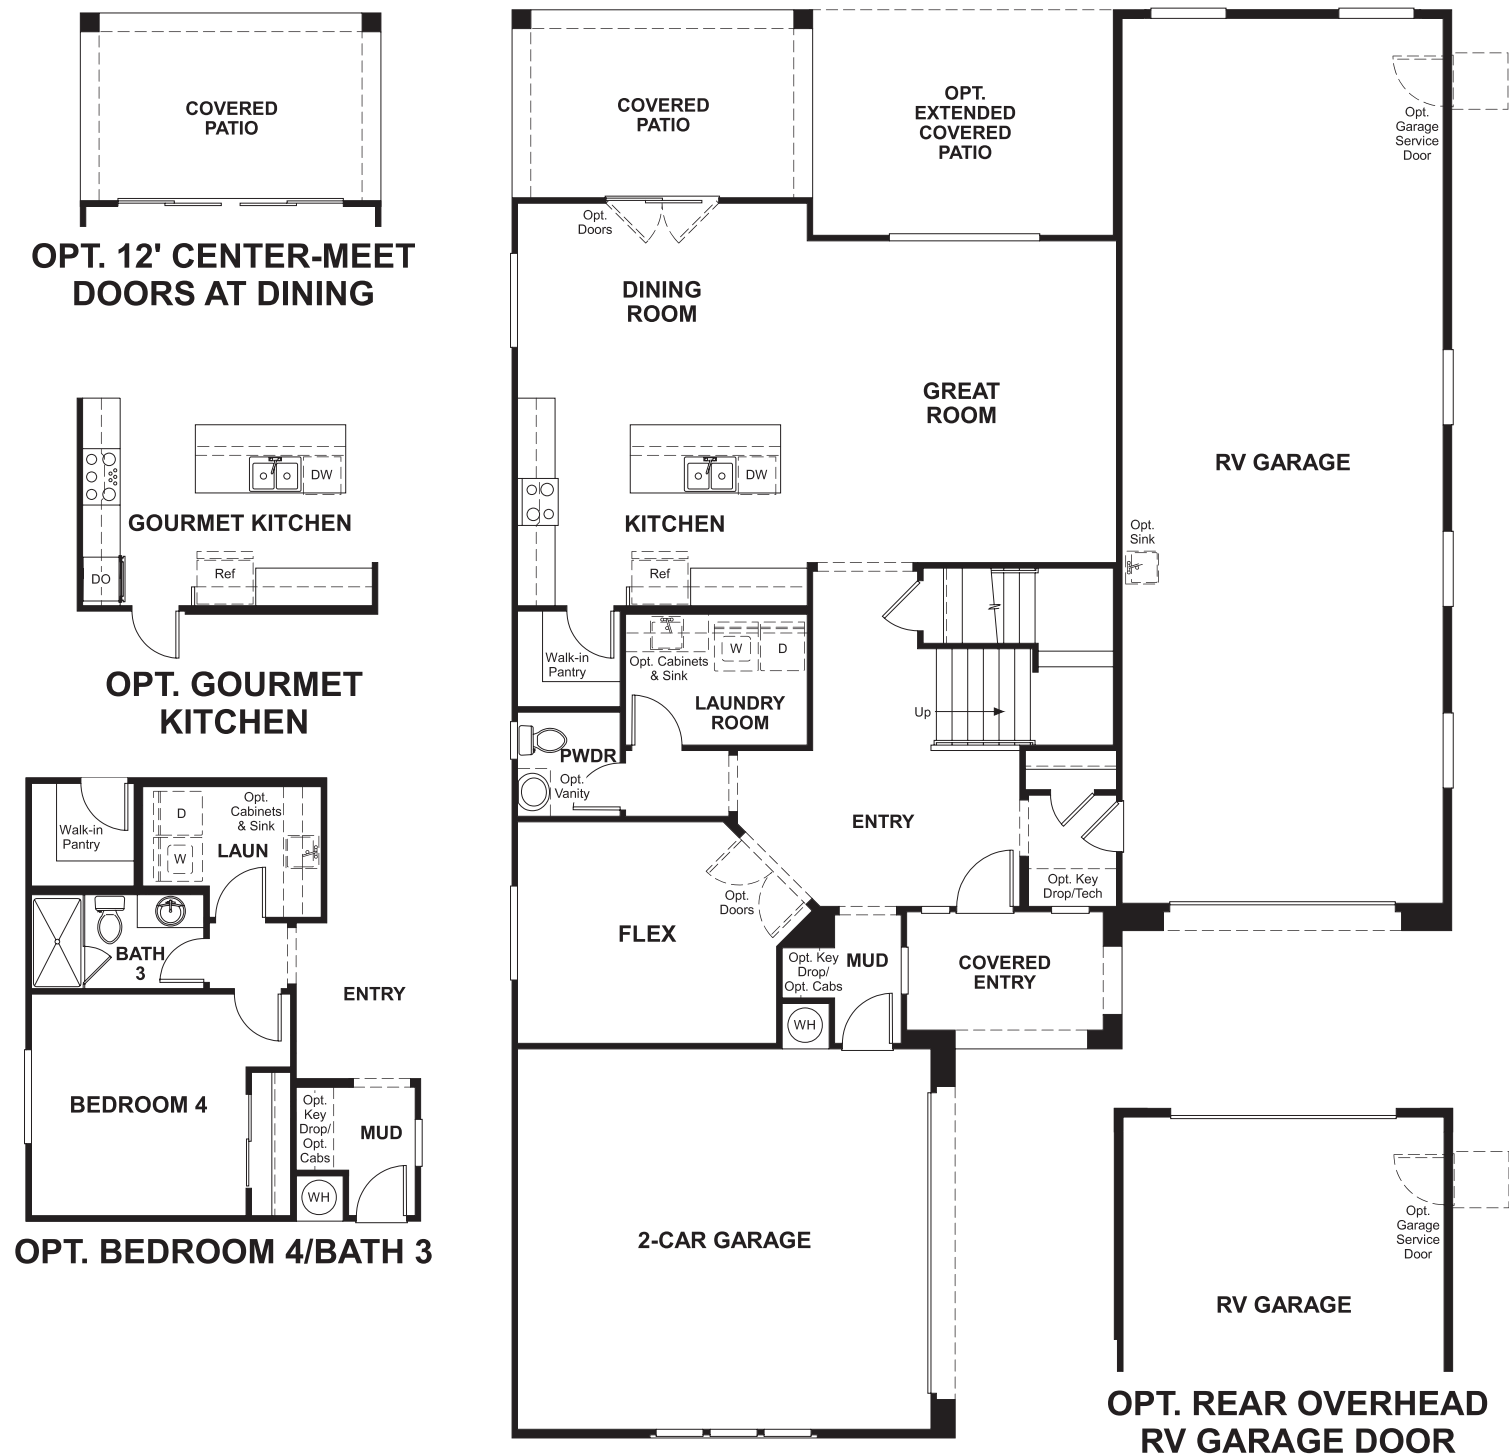 COVERED
PATIO
OPT. 12' CENTER-MEET
DOORS AT DINING
DW
GOURMET KITCHEN
DO
Ref
OPT. GOURMET
KITCHEN
Walk-in
Pantry
D
W
Opt.
Cabinets
& Sink
LAUN
BATH
3
ENTRY
BEDROOM 4
Opt.
Key
Drop/
Opt.
Cabs
MUD
WH
OPT. BEDROOM 4/BATH 3
COVERED
PATIO
OPT.
EXTENDED
COVERED
PATIO
Opt.
Doors
DINING
ROOM
GREAT
ROOM
DW
KITCHEN
Ref
Walk-in
Pantry
W
D
Opt. Cabinets
& Sink
LAUNDRY
ROOM
Up
PWDR
Opt.
Vanity
ENTRY
Opt. Key
Drop/Tech
Opt.
Doors
FLEX
Opt. Key
Drop/
Opt. Cabs
MUD
WH
COVERED
ENTRY
2-CAR GARAGE
Opt.
Garage
Service
Door
RV GARAGE
Opt.
Sink
Opt.
Garage
Service
Door
RV GARAGE
OPT. REAR OVERHEAD
RV GARAGE DOOR